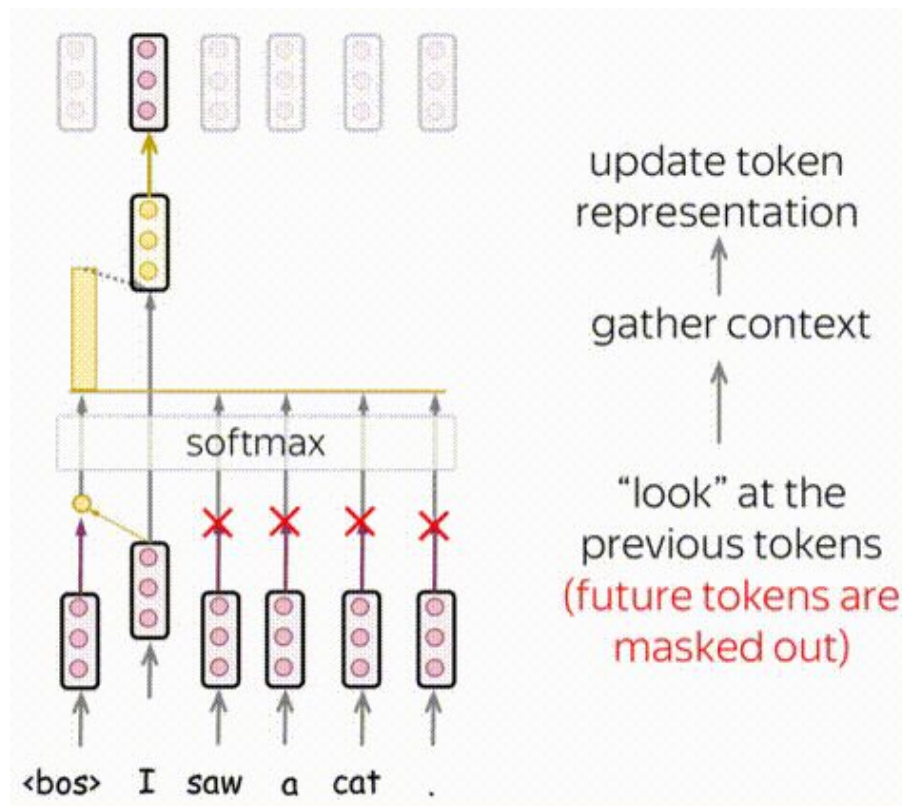 update token
representation
gather context
softmax
“look” at the
previous tokens
(future tokens are
masked out)
<bos> I saw a cat .